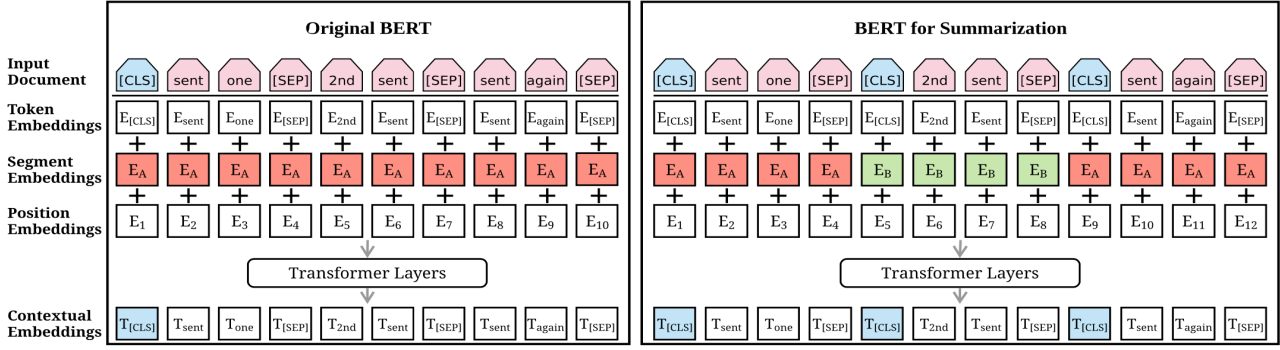 Original BERT
BERT for Summarization
Input Document
[CLS] sent one [SEP] 2nd sent [SEP] sent again [SEP]
[CLS] sent one [SEP] [CLS] 2nd sent [SEP] [CLS] sent again [SEP]
Token Embeddings
E[CLS] Esent Eone E[SEP] E2nd Esent E[SEP] Esent Eagain E[SEP]
E[CLS] Esent Eone E[SEP] E[CLS] E2nd Esent E[SEP] E[CLS] Esent Eagain E[SEP]
+ + + + + + + + + +
+ + + + + + + + + + + +
Segment Embeddings
EA EA EA EA EA EA EA EA EA EA
EA EA EA EA EB EB EB EB EA EA EA EA
+ + + + + + + + + +
+ + + + + + + + + + + +
Position Embeddings
E1 E2 E3 E4 E5 E6 E7 E8 E9 E10
E1 E2 E3 E4 E5 E6 E7 E8 E9 E10 E11 E12
Transformer Layers
Transformer Layers
Contextual Embeddings
T[CLS] Tsent Tone T[SEP] T2nd Tsent T[SEP] Tsent Tagain T[SEP]
T[CLS] Tsent Tone T[SEP] T[CLS] T2nd Tsent T[SEP] T[CLS] Tsent Tagain T[SEP]